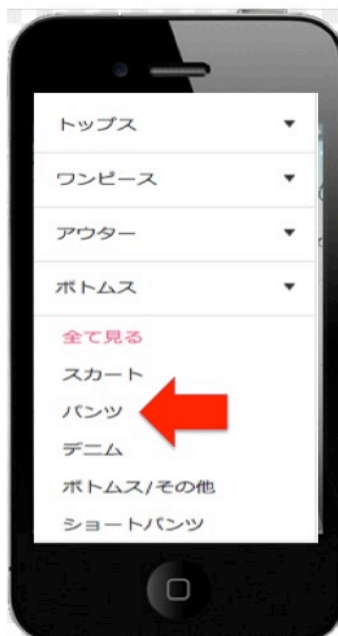 トップス
ワンピース
アウター
ボトムス
全て見る
スカート
パンツ
デニム
ボトムス/その他
ショートパンツ